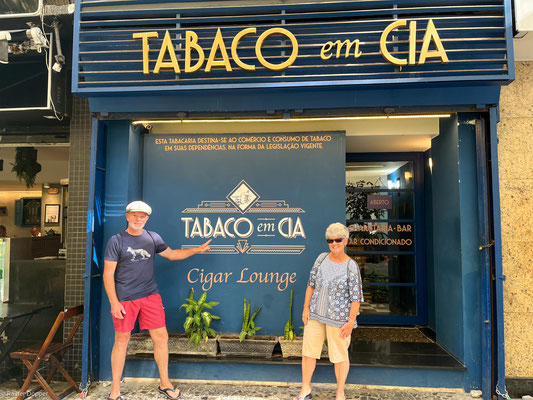 TABACO em CIA
ESTA TABACARIA DESTINA-SE AO COMÉRCIO E CONSUMO DE TABACO
EM SUAS DEPENDÊNCIAS, NA FORMA DA LEGISLAÇÃO VIGENTE
TABACO em CIA
Cigar Lounge
ABERTO
BAR
AR CONDICIONADO